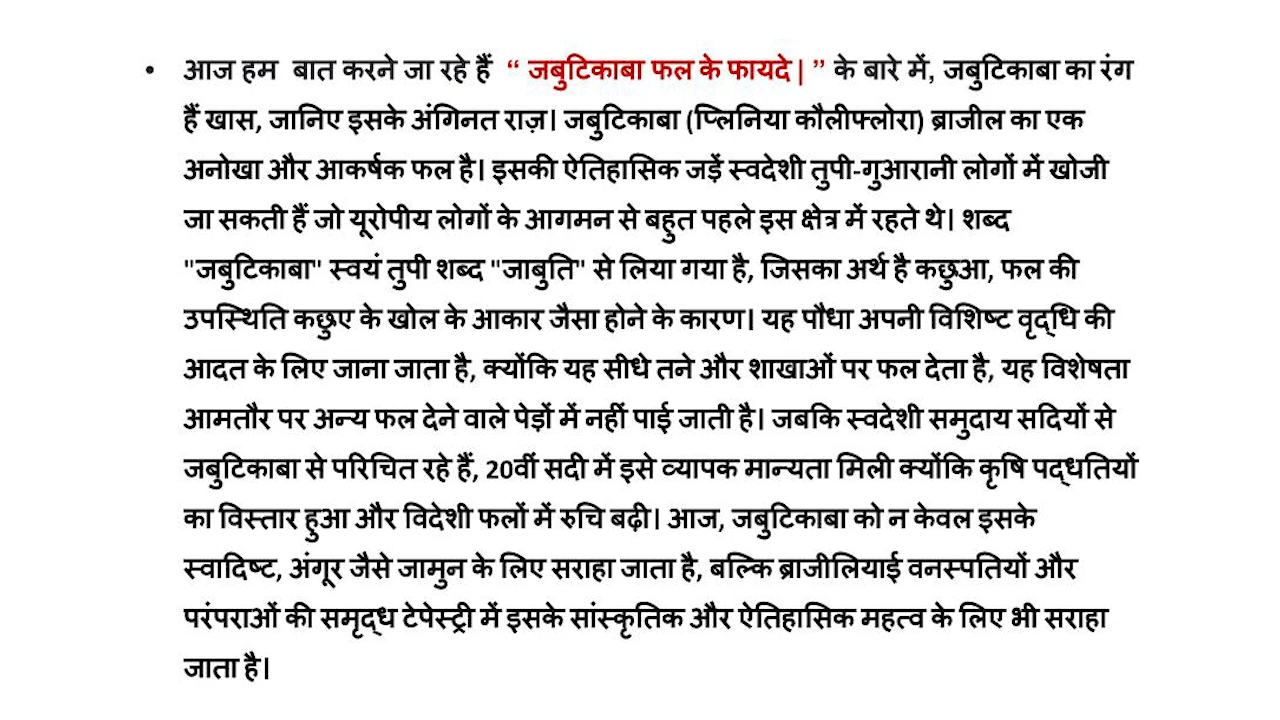 • आज हम  बात करने जा रहे हैं  “ जबुटिकाबा फल के फायदे | ” के बारे में, जबुटिकाबा का रंग
हैं खास, जानिए इसके अंगिनत राज़। जबुटिकाबा (प्लिनिया कौलीफ्लोरा) ब्राजील का एक
अनोखा और आकर्षक फल है। इसकी ऐतिहासिक जड़ें स्वदेशी तुपी-गुआरानी लोगों में खोजी
जा सकती हैं जो यूरोपीय लोगों के आगमन से बहुत पहले इस क्षेत्र में रहते थे। शब्द
"जबुटिकाबा" स्वयं तुपी शब्द "जाबुति" से लिया गया है, जिसका अर्थ है कछुआ, फल की
उपस्थिति कछुए के खोल के आकार जैसा होने के कारण। यह पौधा अपनी विशिष्ट वृद्धि की
आदत के लिए जाना जाता है, क्योंकि यह सीधे तने और शाखाओं पर फल देता है, यह विशेषता
आमतौर पर अन्य फल देने वाले पेड़ों में नहीं पाई जाती है। जबकि स्वदेशी समुदाय सदियों से
जबुटिकाबा से परिचित रहे हैं, 20वीं सदी में इसे व्यापक मान्यता मिली क्योंकि कृषि पद्धतियों
का विस्तार हुआ और विदेशी फलों में रुचि बढ़ी। आज, जबुटिकाबा को न केवल इसके
स्वादिष्ट, अंगूर जैसे जामुन के लिए सराहा जाता है, बल्कि ब्राजीलियाई वनस्पतियों और
परंपराओं की समृद्ध टेपेस्ट्री में इसके सांस्कृतिक और ऐतिहासिक महत्व के लिए भी सराहा
जाता है।